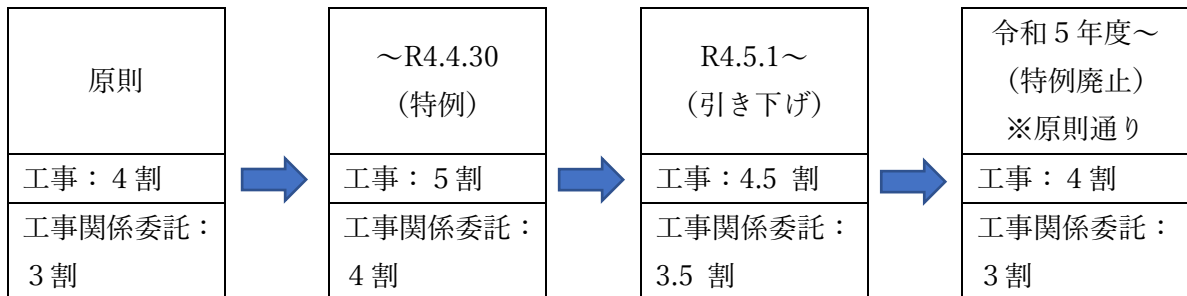 原則
工事：４割
工事関係委託：
３割
～R4.4.30
（特例）
工事：５割
工事関係委託：
４割
R4.5.1～
（引き下げ）
工事：4.5 割
工事関係委託：
3.5 割
令和５年度～
（特例廃止）
※原則通り
工事：４割
工事関係委託：
３割